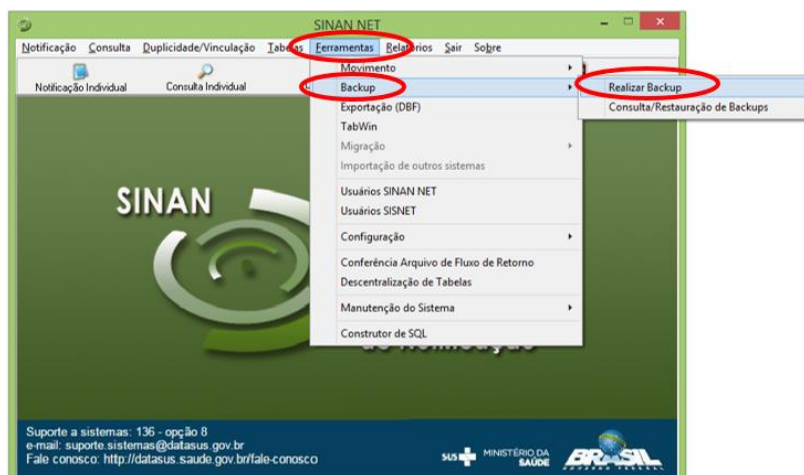 SINAN NET
Notificação Consulta Duplicidade/Vinculação Tabelas Ferramentas Relatórios Sair Sobre
Notificação Individual Consulta Individual
Movimento
Backup
Exportação (DBF)
TabWin
Migração
Importação de outros sistemas
Usuários SINAN NET
Usuários SISNET
Configuração
Conferência Arquivo de Fluxo de Retorno
Descentralização de Tabelas
Manutenção do Sistema
Construtor de SQL
Realizar Backup
Consulta/Restauração de Backups
SINAN
de Notificação
Suporte a sistemas: 136 - opção 8
e-mail: suporte.sistemas@datasus.gov.br
Fale conosco: http://datasus.saude.gov.br/fale-conosco
SUS MINISTÉRIO DA
SAÚDE
BRASIL